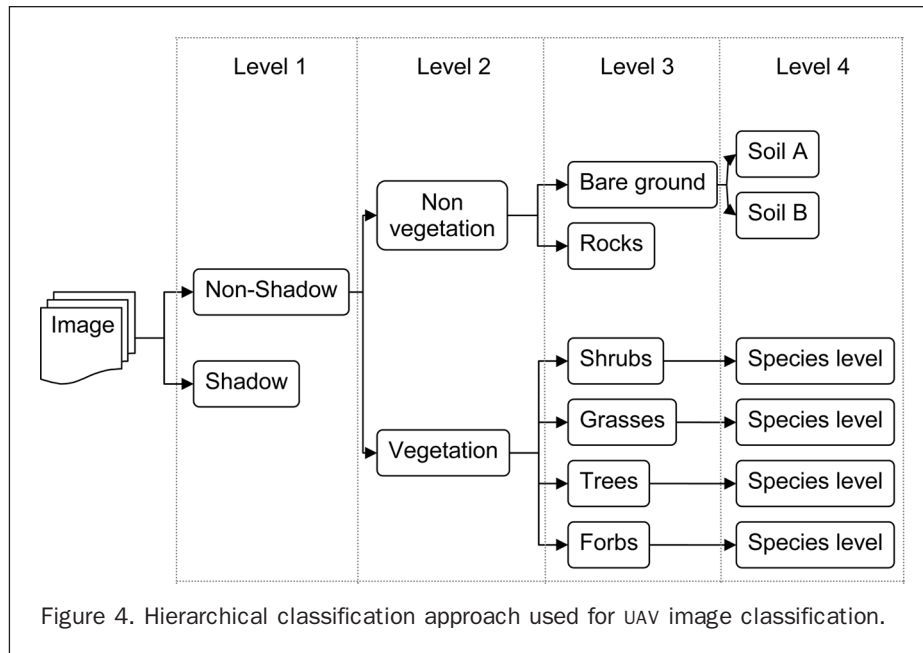 Level 1
Level 2
Level 3
Level 4
Image
Non-Shadow
Shadow
Non
vegetation
Vegetation
Bare ground
Rocks
Shrubs
Grasses
Trees
Forbs
Soil A
Soil B
Species level
Species level
Species level
Species level
Figure 4. Hierarchical classification approach used for UAV image classification.